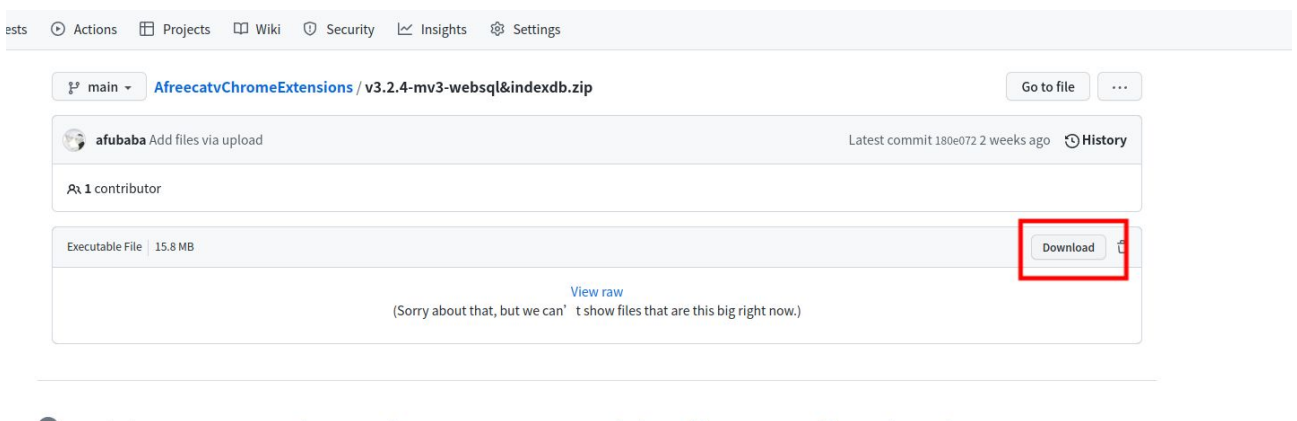 ests Actions Projects Wiki Security Insights Settings
main AfreecatvChromeExtensions / v3.2.4-mv3-websql&indexdb.zip Go to file ...
afubaba Add files via upload Latest commit 180e072 2 weeks ago History
1 contributor
Executable File 15.8 MB Download
View raw
(Sorry about that, but we can’t show files that are this big right now.)